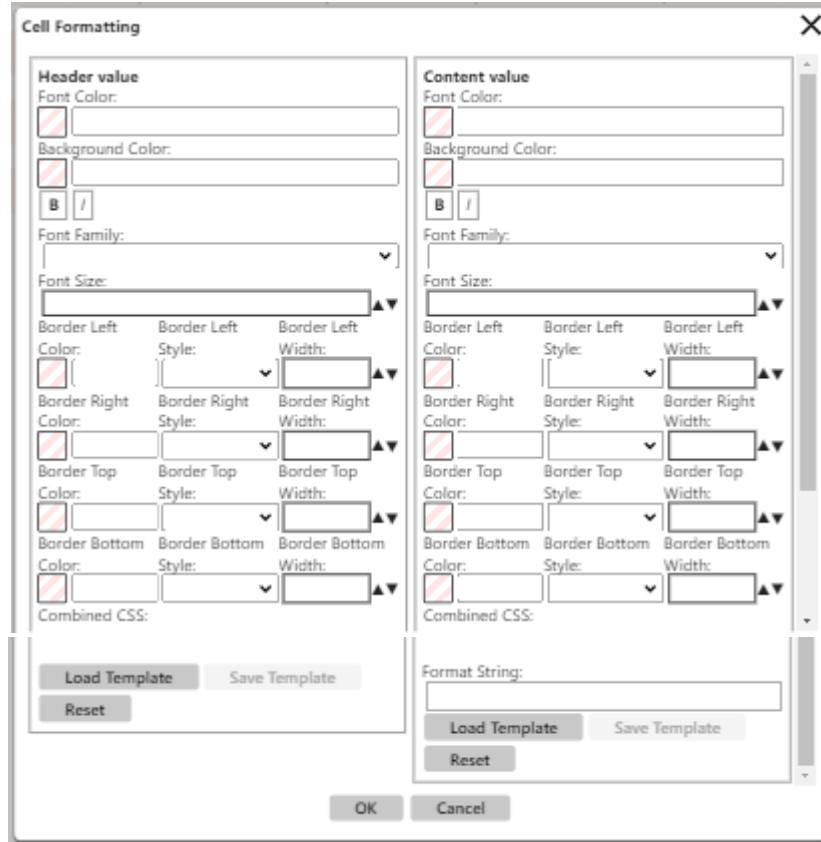 Cell Formatting
Header value
Font Color:
Background Color:
B I
Font Family:
Font Size:
Border Left Border Left Border Left
Color: Style: Width:
Border Right Border Right Border Right
Color: Style: Width:
Border Top Border Top Border Top
Color: Style: Width:
Border Bottom Border Bottom Border Bottom
Color: Style: Width:
Combined CSS:
Load Template Save Template
Reset
Content value
Font Color:
Background Color:
B I
Font Family:
Font Size:
Border Left Border Left Border Left
Color: Style: Width:
Border Right Border Right Border Right
Color: Style: Width:
Border Top Border Top Border Top
Color: Style: Width:
Border Bottom Border Bottom Border Bottom
Color: Style: Width:
Combined CSS:
Format String:
Load Template Save Template
Reset
OK Cancel